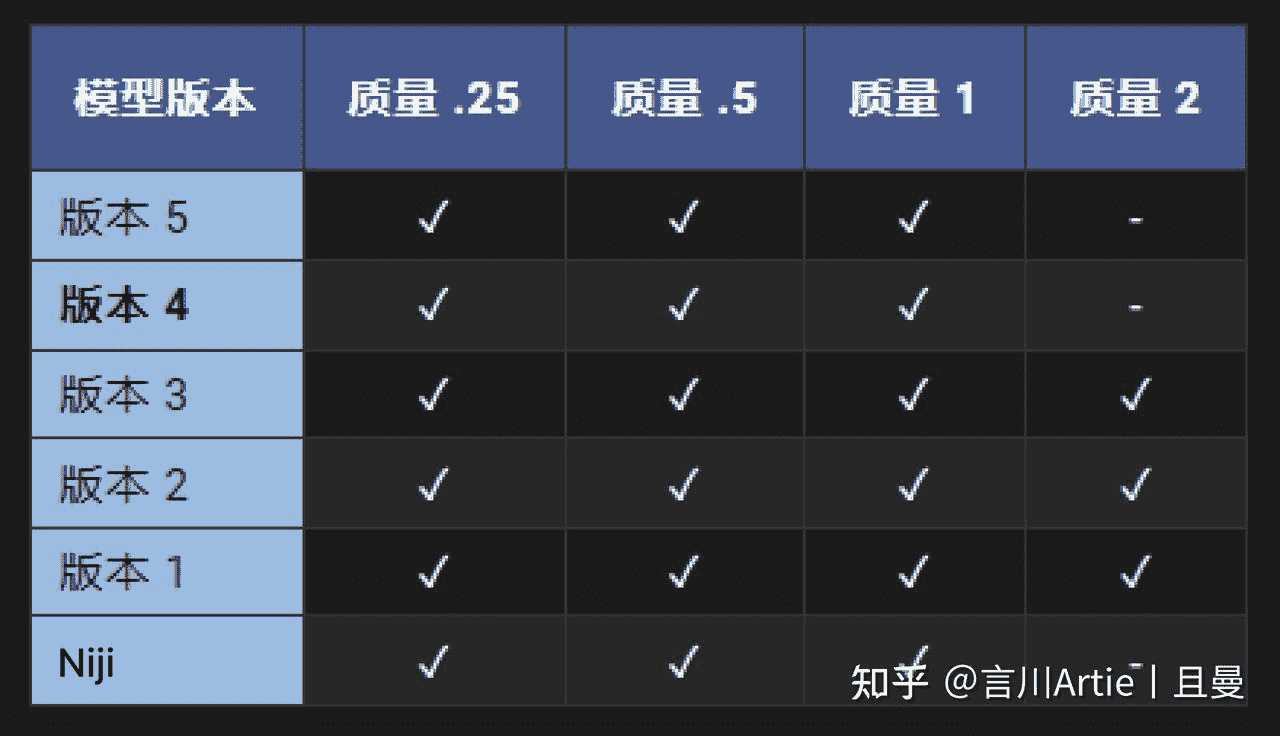 模型版本 质量 .25 质量 .5 质量 1 质量 2
版本 5 ✓ ✓ ✓ -
版本 4 ✓ ✓ ✓ -
版本 3 ✓ ✓ ✓ ✓
版本 2 ✓ ✓ ✓ ✓
版本 1 ✓ ✓ ✓ ✓
Niji ✓ ✓ ✓ -
知乎 @言川Artie丨且曼